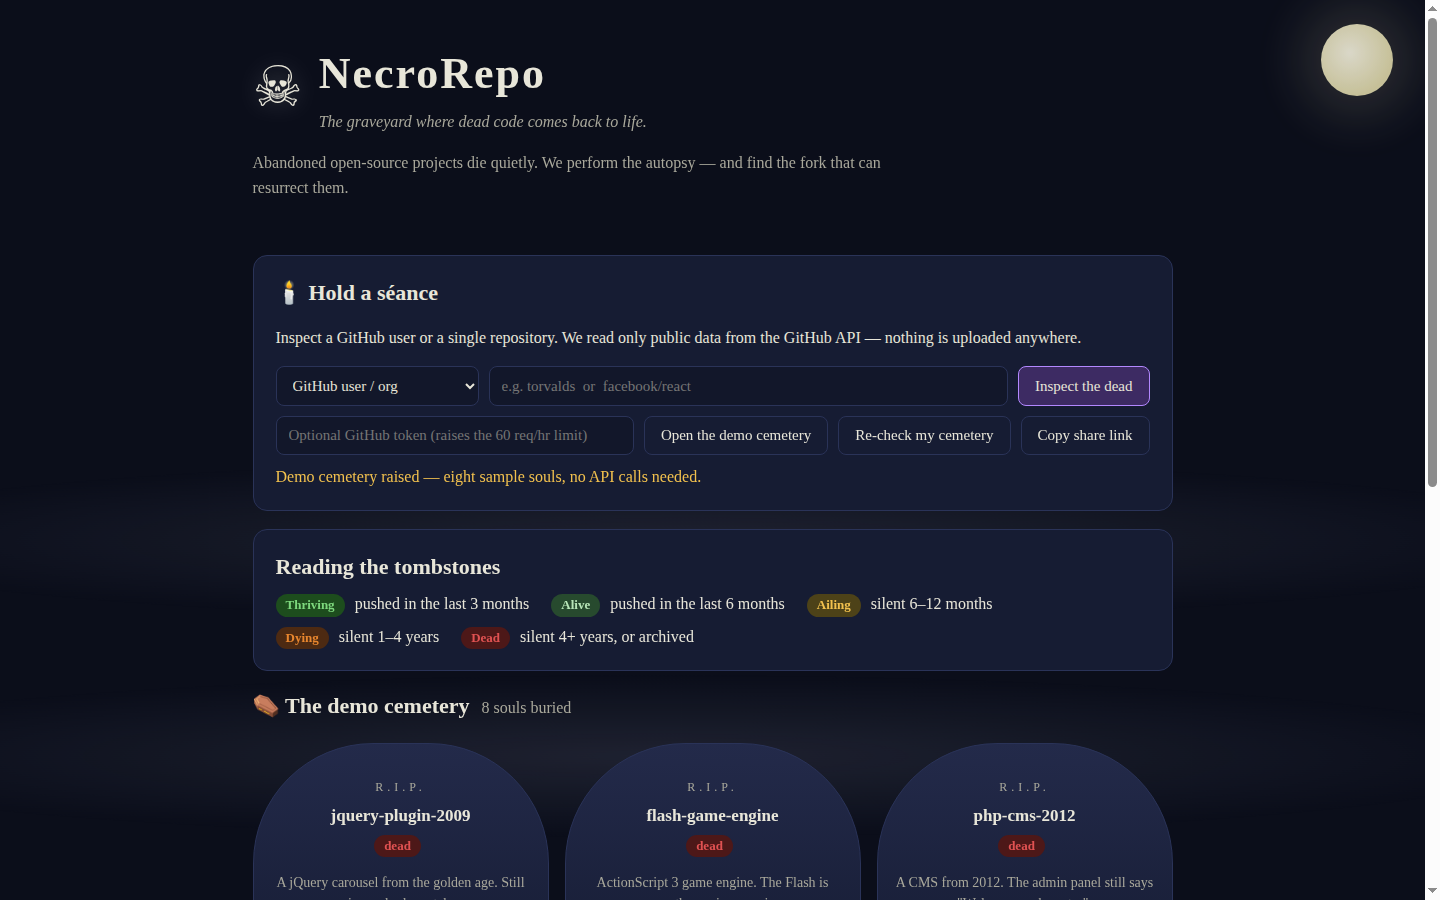 NecroRepo
The graveyard where dead code comes back to life.
Abandoned open-source projects die quietly. We perform the autopsy — and find the fork that can
resurrect them.
Hold a séance
Inspect a GitHub user or a single repository. We read only public data from the GitHub API — nothing is uploaded anywhere.
GitHub user / org e.g. torvalds or facebook/react Inspect the dead
Optional GitHub token (raises the 60 req/hr limit) Open the demo cemetery Re-check my cemetery Copy share link
Demo cemetery raised — eight sample souls, no API calls needed.
Reading the tombstones
Thriving pushed in the last 3 months Alive pushed in the last 6 months Ailing silent 6–12 months
Dying silent 1–4 years Dead silent 4+ years, or archived
The demo cemetery 8 souls buried
R.I.P. R.I.P. R.I.P.
jquery-plugin-2009 flash-game-engine php-cms-2012
dead dead dead
A jQuery carousel from the golden age. Still ActionScript 3 game engine. The Flash is A CMS from 2012. The admin panel still says